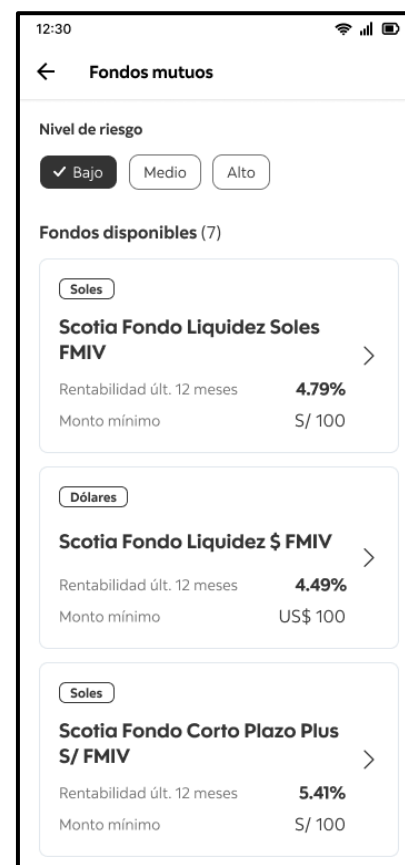 12:30
Fondos mutuos
Nivel de riesgo
Bajo Medio Alto
Fondos disponibles (7)
Soles
Scotia Fondo Liquidez Soles
FMIV
Rentabilidad últ. 12 meses 4.79%
Monto mínimo S/ 100
Dólares
Scotia Fondo Liquidez $ FMIV
Rentabilidad últ. 12 meses 4.49%
Monto mínimo US$ 100
Soles
Scotia Fondo Corto Plazo Plus
S/ FMIV
Rentabilidad últ. 12 meses 5.41%
Monto mínimo S/ 100